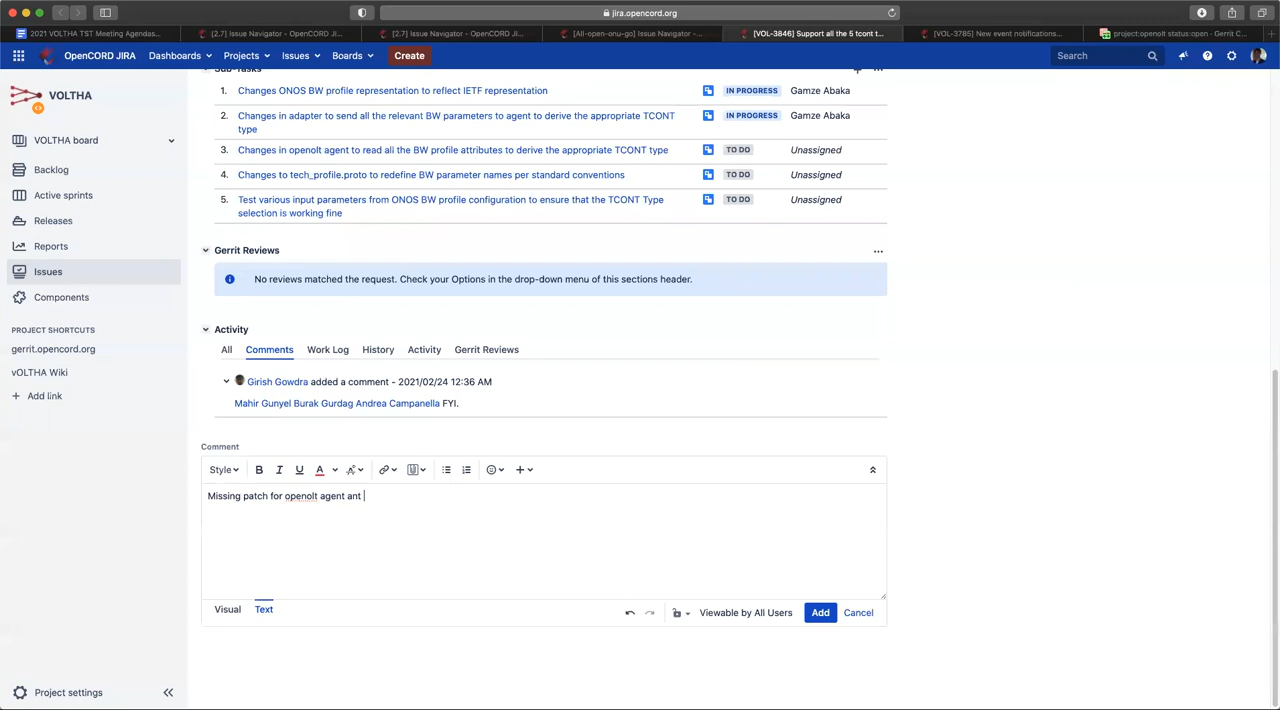 jira.opencord.org
2021 VOLTHA TST Meeting Agendas...
(2.7] Issue Navigator - OpenCORD JI...
[2.7] Issue Navigator - OpenCORD JI...
[All-open-onu-go] Issue Navigator -...
[VOL-3846] Support all the 5 tcont t...
[VOL-3785] New event notifications...
project:openolt status:open · Gerrit C...
OpenCORD JIRA
Dashboards
Projects
Issues
Boards
Create
Search
VOLTHA
VOLTHA board
Backlog
Active sprints
Releases
Reports
Issues
Components
PROJECT SHORTCUTS
gerrit.opencord.org
vOLTHA Wiki
+ Add link
Project settings
Sub-Tasks
1. Changes ONOS BW profile representation to reflect IETF representation IN PROGRESS Gamze Abaka
2. Changes in adapter to send all the relevant BW parameters to agent to derive the appropriate TCONT IN PROGRESS Gamze Abaka
type
3. Changes in openolt agent to read all the BW profile attributes to derive the appropriate TCONT type TO DO Unassigned
4. Changes to tech_profile.proto to redefine BW parameter names per standard conventions TO DO Unassigned
5. Test various input parameters from ONOS BW profile configuration to ensure that the TCONT Type TO DO Unassigned
selection is working fine
Gerrit Reviews
No reviews matched the request. Check your Options in the drop-down menu of this sections header.
Activity
All Comments Work Log History Activity Gerrit Reviews
Girish Gowdra added a comment - 2021/02/24 12:36 AM
Mahir Gunyel Burak Gurdag Andrea Campanella FYI.
Comment
Style B I U A
Missing patch for openolt agent ant
Visual Text
Viewable by All Users Add Cancel